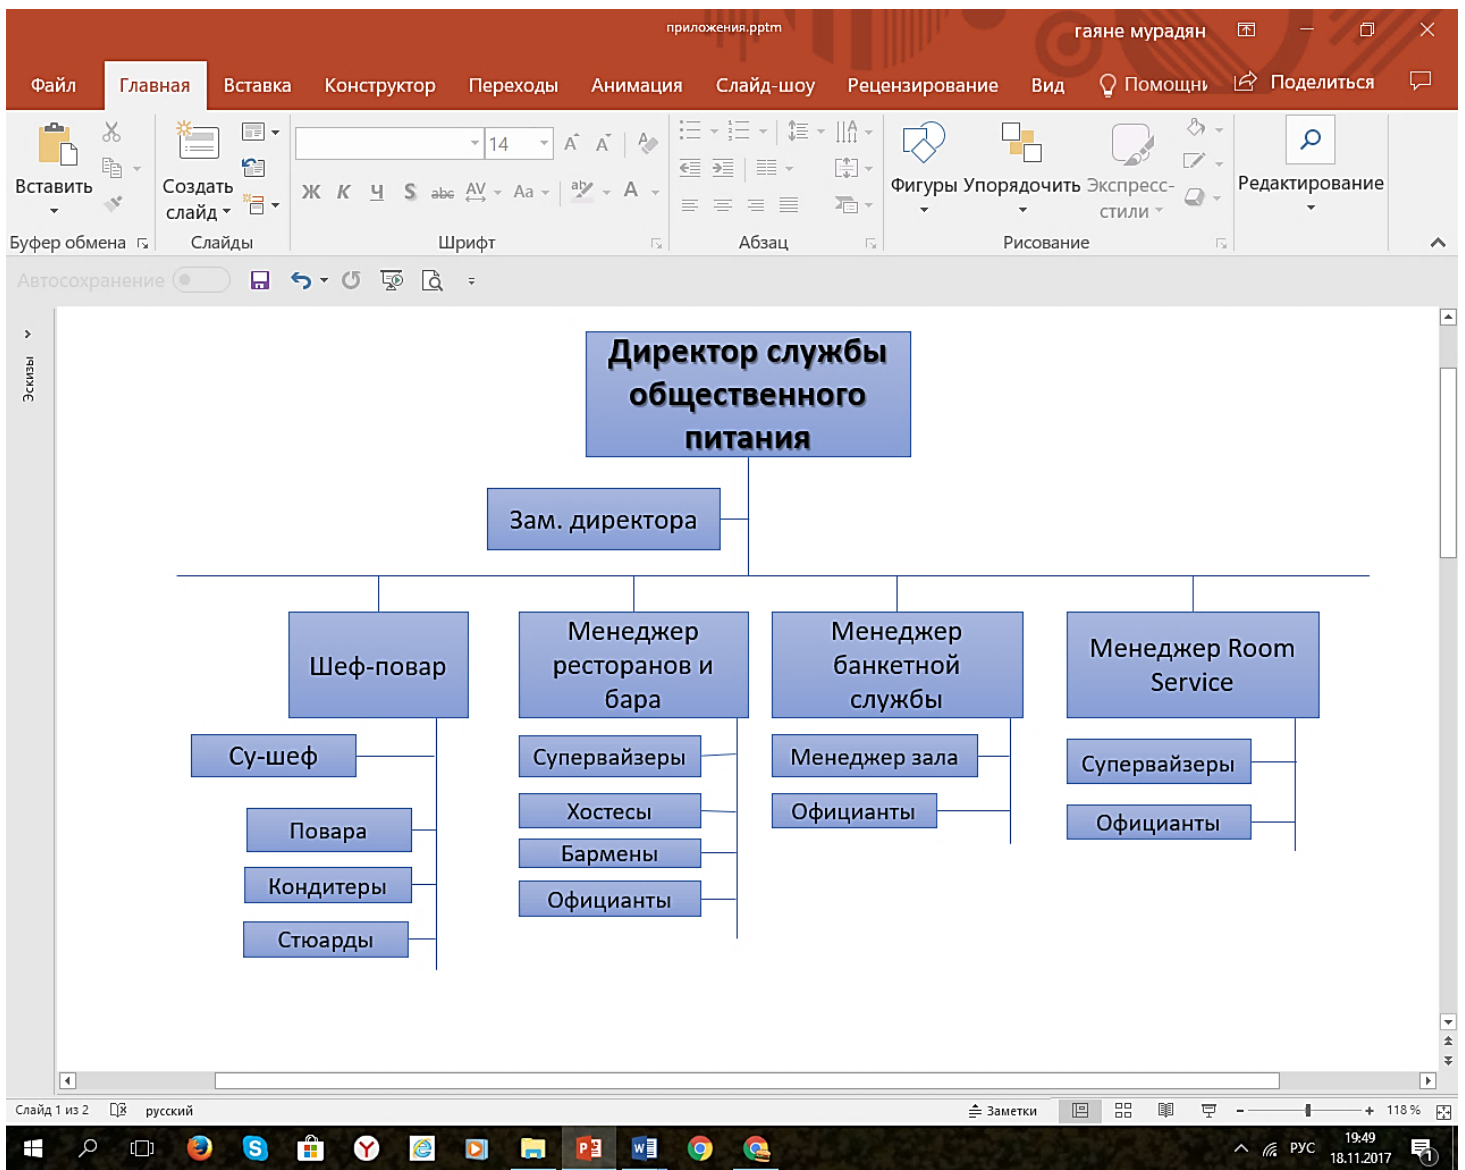 приложения.pptm
гаяне мурадян
Файл
Главная
Вставка
Конструктор
Переходы
Анимация
Слайд-шоу
Рецензирование
Вид
Помощни
Поделиться
Вставить
Создать
слайд
14
Ж К Ч S abc AV Aa
A
Фигуры
Упорядочить
Экспресс-
стили
Редактирование
Буфер обмена
Слайды
Шрифт
Абзац
Рисование
Автосохранение
Эскизы
Директор службы
общественного
питания
Зам. директора
Шеф-повар
Менеджер
ресторанов и
бара
Менеджер
банкетной
службы
Менеджер Room
Service
Су-шеф
Повара
Кондитеры
Стюарды
Супервайзеры
Хостесы
Бармены
Официанты
Менеджер зала
Официанты
Супервайзеры
Официанты
Слайд 1 из 2
русский
Заметки
118 %
РУС
19:49
18.11.2017